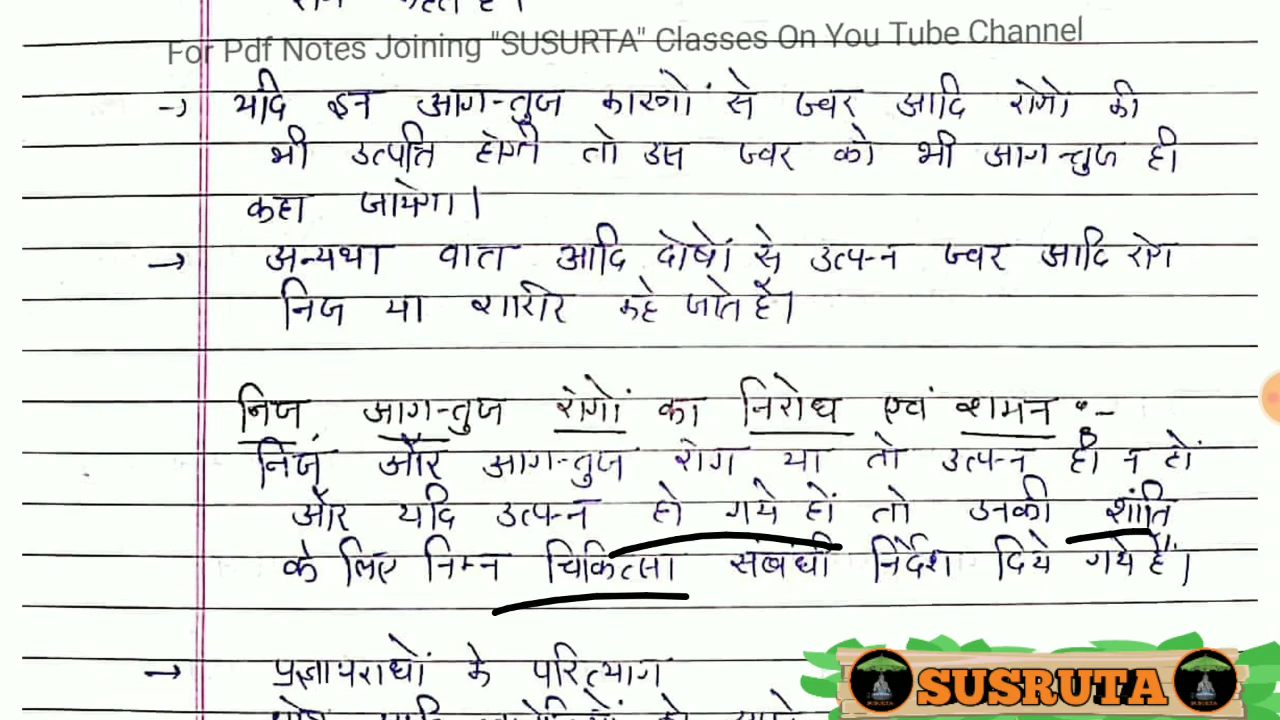 For Pdf Notes Joining "SUSURTA" Classes On You Tube Channel
→ यदि इन आगन्तुज कारणों से ज्वर आदि रोगों की
भी उत्पत्ति होगी तो उस ज्वर को भी आगन्तुज ही
कहा जायेगा।
→ अन्यथा वात आदि दोषों से उत्पन्न ज्वर आदि रोग
निज या शारीर कहे जाते हैं।
निज आगन्तुज रोगों का निरोध एवं शमन :-
निज और आगन्तुज रोग या तो उत्पन्न ही न हों
और यदि उत्पन्न हो गये हों तो उनकी शांति
के लिए निम्न चिकित्सा संबंधी निर्देश दिये गये हैं।
→ प्रज्ञापराधों के परित्याग
SUSRUTA